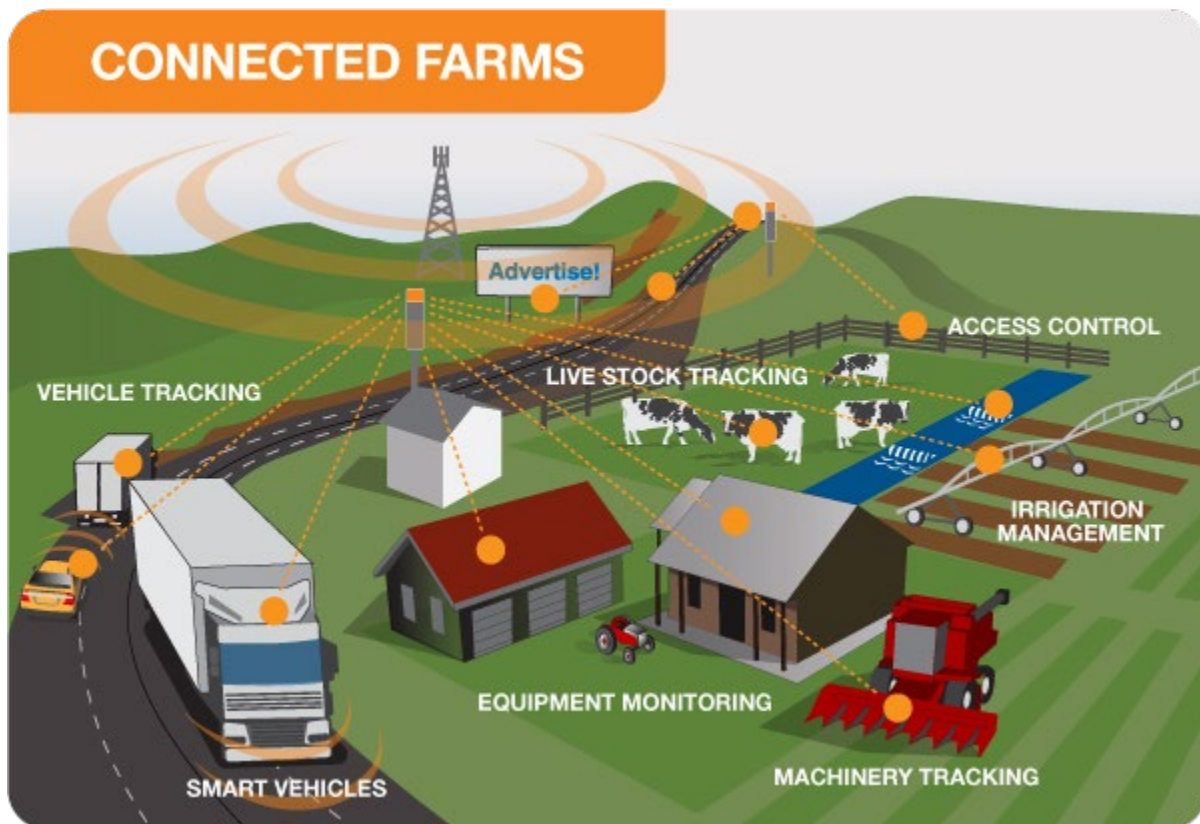 CONNECTED FARMS
Advertise!
ACCESS CONTROL
VEHICLE TRACKING
LIVE STOCK TRACKING
IRRIGATION
MANAGEMENT
EQUIPMENT MONITORING
MACHINERY TRACKING
SMART VEHICLES